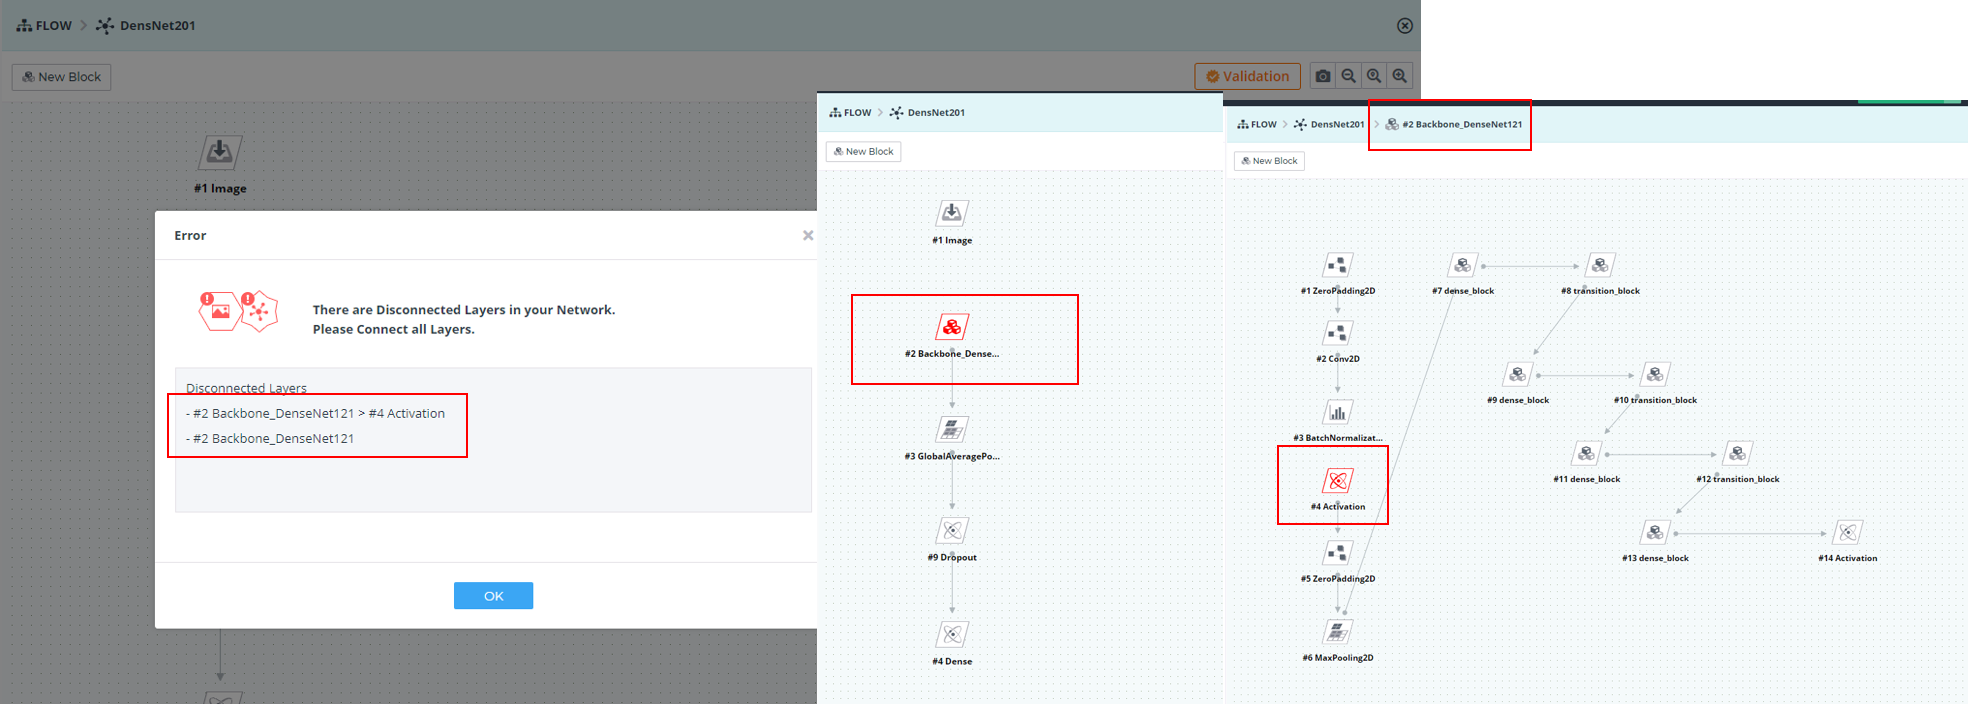 FLOW > DensNet201
New Block
Validation
#1 Image
Error
There are Disconnected Layers in your Network.
Please Connect all Layers.
Disconnected Layers
- #2 Backbone_DenseNet121 > #4 Activation
- #2 Backbone_DenseNet121
OK
FLOW > DensNet201
New Block
#1 Image
#2 Backbone_Dense...
#3 GlobalAveragePo...
#9 Dropout
#4 Dense
FLOW > DensNet201 > #2 Backbone_DenseNet121
New Block
#1 ZeroPadding2D
#2 Conv2D
#3 BatchNormalizat...
#4 Activation
#5 ZeroPadding2D
#6 MaxPooling2D
#7 dense_block
#8 transition_block
#9 dense_block
#10 transition_block
#11 dense_block
#12 transition_block
#13 dense_block
#14 Activation